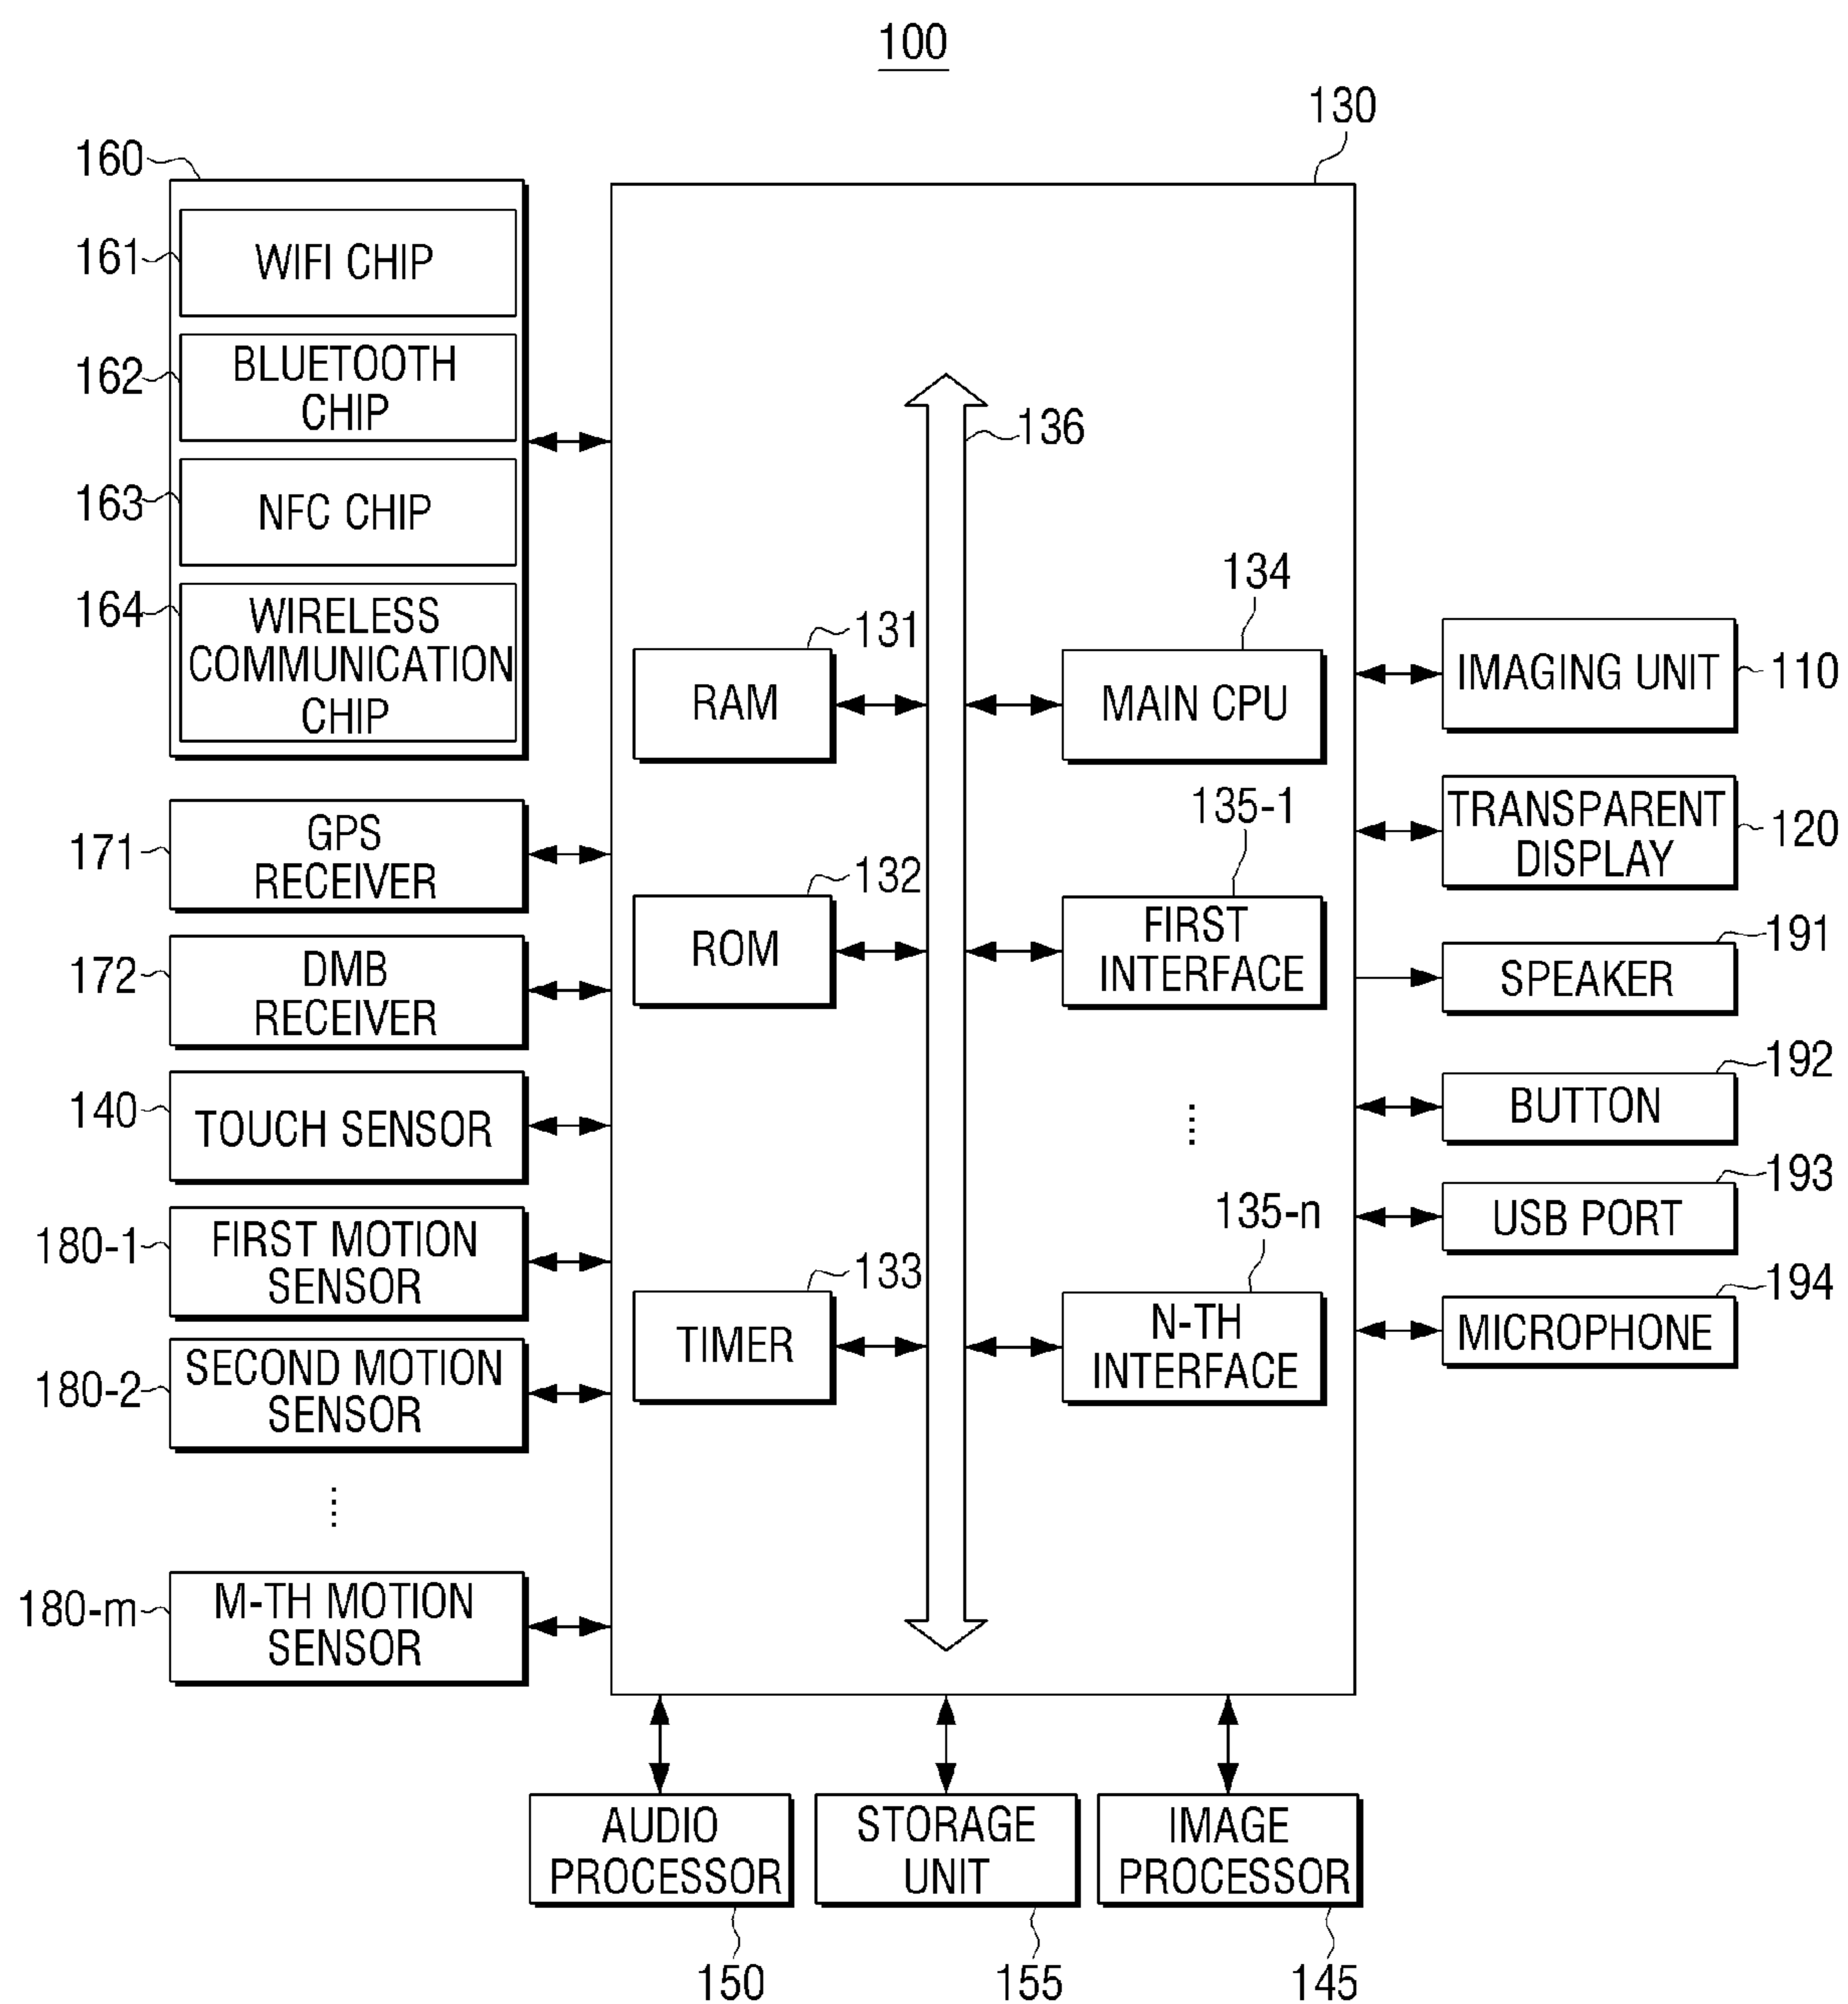 100
130
160
161
WIFI CHIP
162
BLUETOOTH
CHIP
163
NFC CHIP
164
WIRELESS
COMMUNICATION
CHIP
171
GPS
RECEIVER
172
DMB
RECEIVER
140
TOUCH SENSOR
180-1
FIRST MOTION
SENSOR
180-2
SECOND MOTION
SENSOR
⋮
180-m
M-TH MOTION
SENSOR
136
131
RAM
132
ROM
133
TIMER
134
MAIN CPU
135-1
FIRST
INTERFACE
⋮
135-n
N-TH
INTERFACE
IMAGING UNIT
110
TRANSPARENT
DISPLAY
120
191
SPEAKER
192
BUTTON
193
USB PORT
194
MICROPHONE
AUDIO
PROCESSOR
150
STORAGE
UNIT
155
IMAGE
PROCESSOR
145